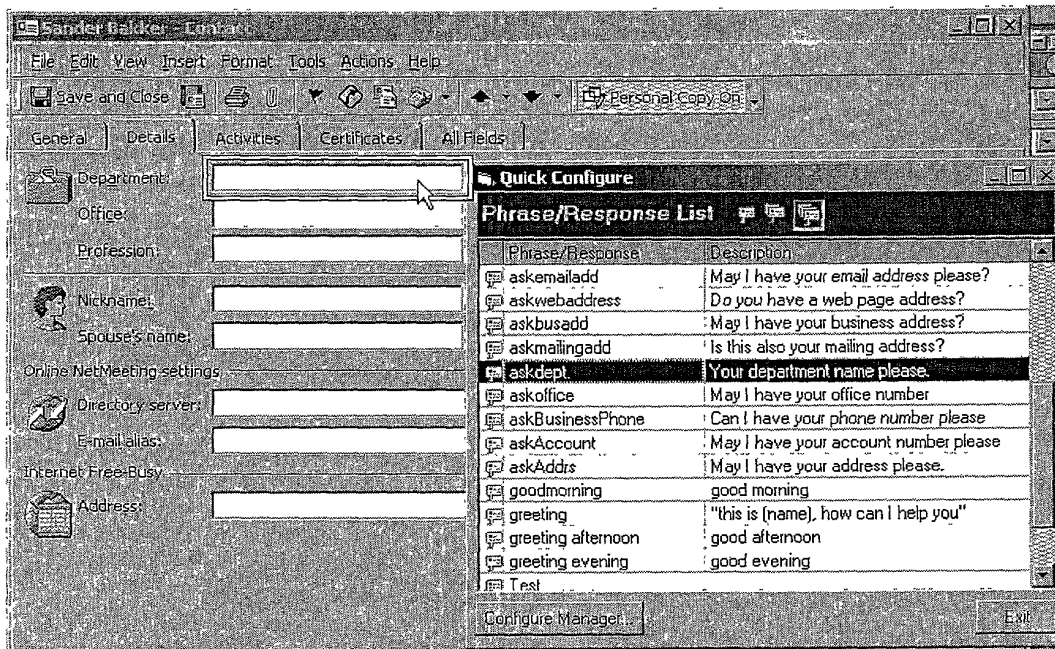 Sander Bakker - Contact
File Edit View Insert Format Tools Actions Help
Save and Close Personal Copy On
General Details Activities Certificates All Fields
Department:
Office:
Profession:
Nickname:
Spouse's name:
Online NetMeeting settings
Directory server:
E-mail alias:
Internet Free-Busy
Address:
Quick Configure
Phrase/Response List
Phrase/Response Description
askemailadd May I have your email address please?
askwebaddress Do you have a web page address?
askbusadd May I have your business address?
askmailingadd Is this also your mailing address?
askdept Your department name please.
askoffice May I have your office number
askBusinessPhone Can I have your phone number please
askAccount May I have your account number please
askAddrs May I have your address please.
goodmorning good morning
greeting "this is (name), how can I help you"
greeting afternoon good afternoon
greeting evening good evening
Test
Configure Manager... Exit